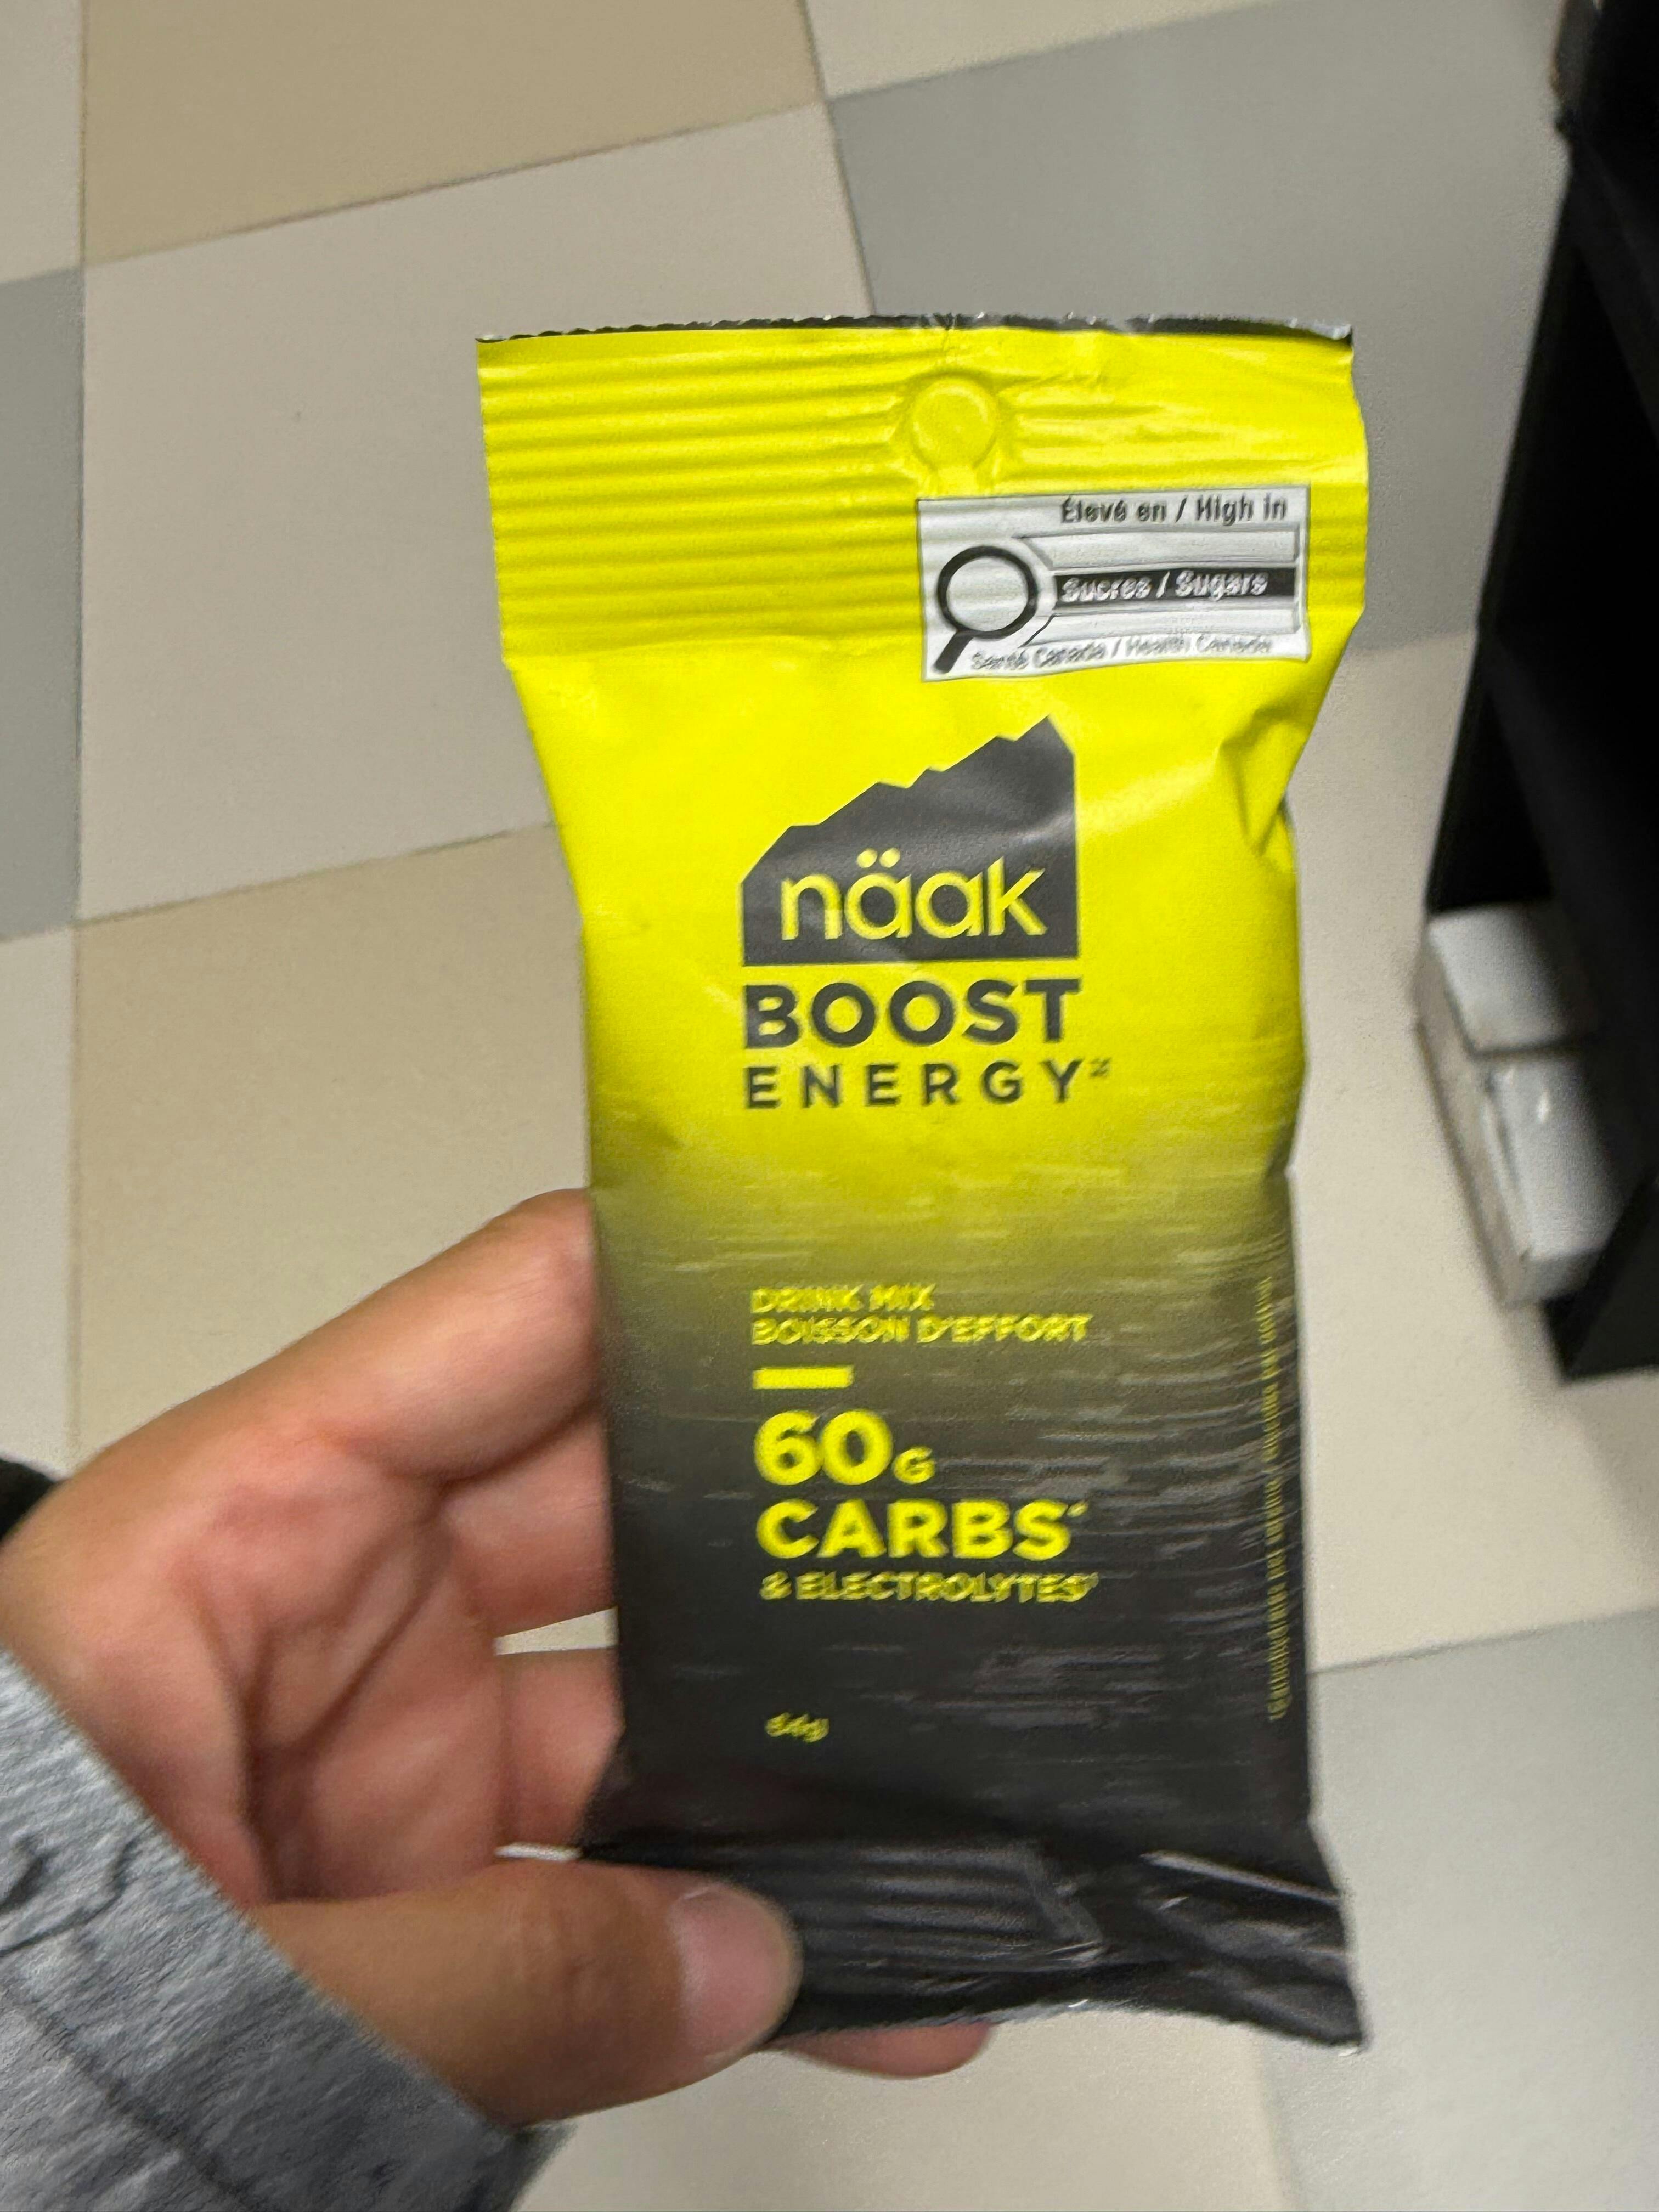 Élevé en / High in
Sucres / Sugars
Santé Canada / Health Canada
näak
BOOST
ENERGY
DRINK MIX
BOISSON D'EFFORT
60G
CARBS*
& ELECTROLYTES